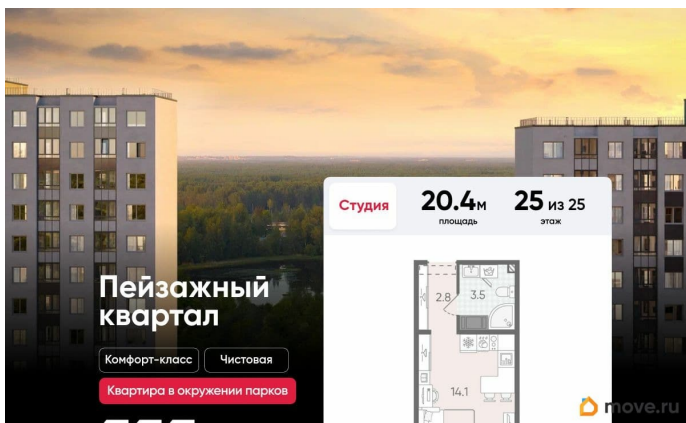 Студия
20.4м
площадь
25 из 25
этаж
Пейзажный
квартал
Комфорт-класс
Чистовая
Квартира в окружении парков
2.8
3.5
14.1
move.ru